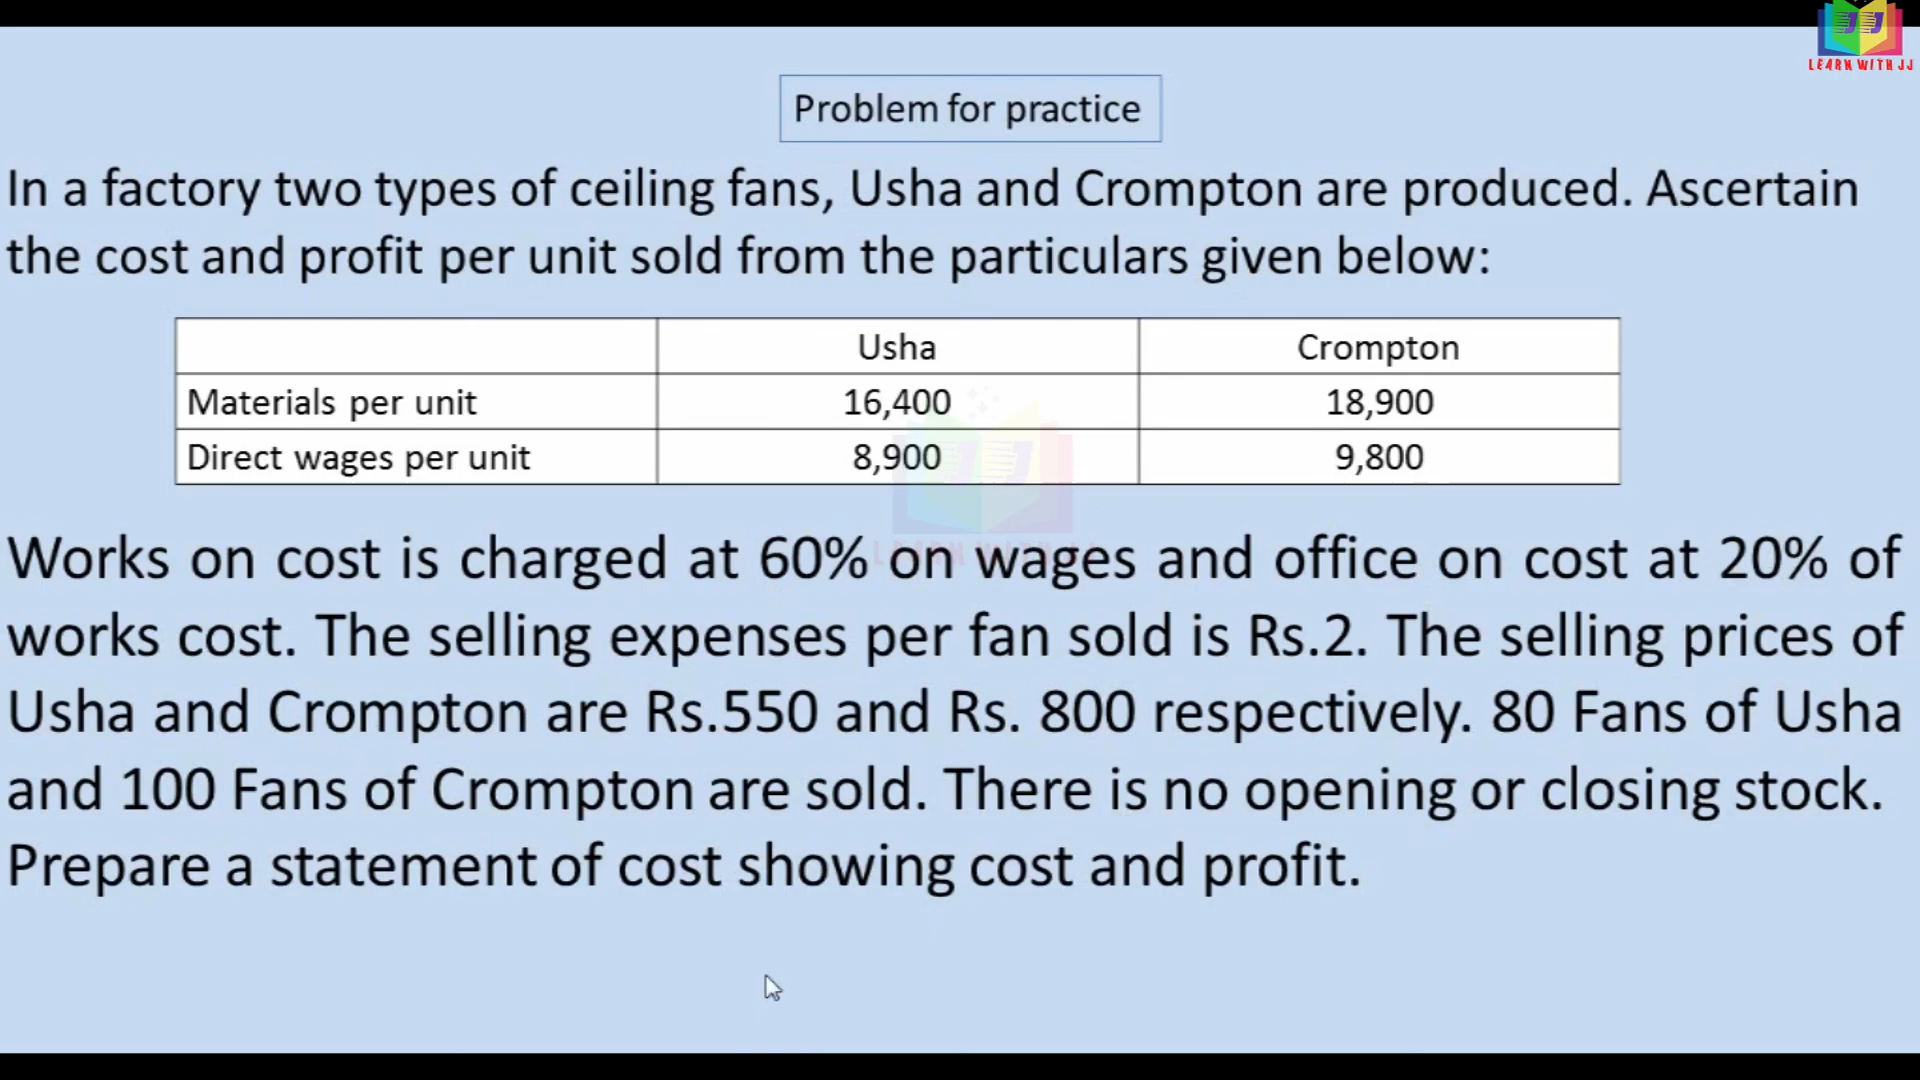 LEARN WITH JJ
Problem for practice
In a factory two types of ceiling fans, Usha and Crompton are produced. Ascertain
the cost and profit per unit sold from the particulars given below:
Usha Crompton
Materials per unit 16,400 18,900
Direct wages per unit 8,900 9,800
LEARN WITH JJ
Works on cost is charged at 60% on wages and office on cost at 20% of
works cost. The selling expenses per fan sold is Rs.2. The selling prices of
Usha and Crompton are Rs.550 and Rs. 800 respectively. 80 Fans of Usha
and 100 Fans of Crompton are sold. There is no opening or closing stock.
Prepare a statement of cost showing cost and profit.